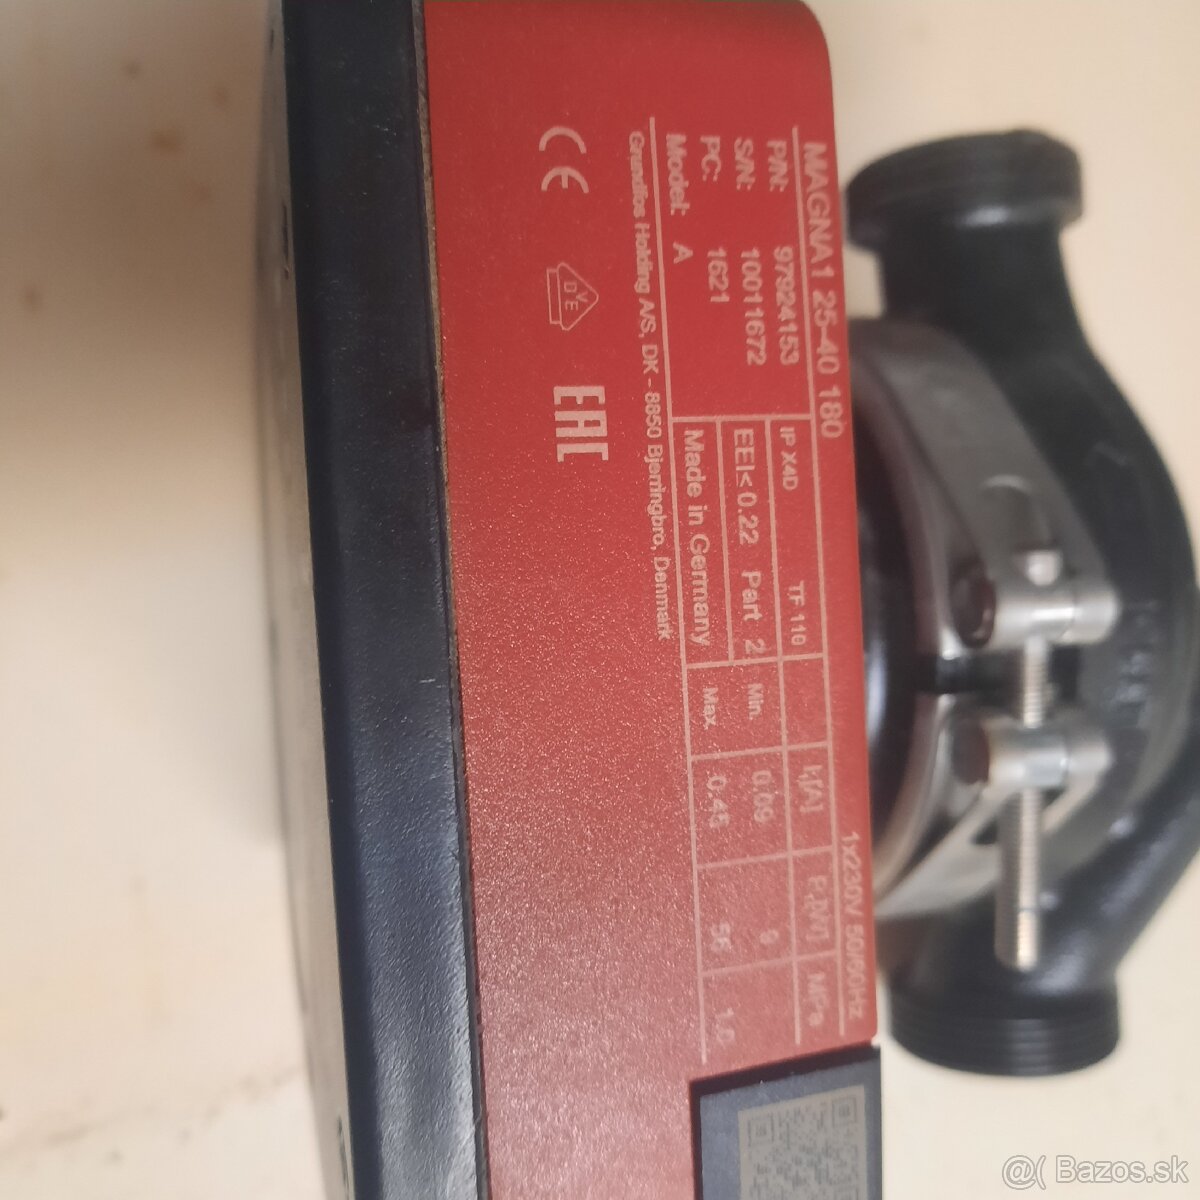 MAGNA1 25-40 180
1x230V 50/60Hz
P/N: 97924153
S/N: 10011672
PC: 1621
Model: A
IP X4D TF 110
EEI≤0.22 Part 2
Made in Germany
I₁[A] P₁[W] MPa
Min. 0.09 9
Max. 0.45 56 1.0
Grundfos Holding A/S, DK - 8850 Bjerringbro, Denmark
CE
DVE
EAC
@( Bazos.sk